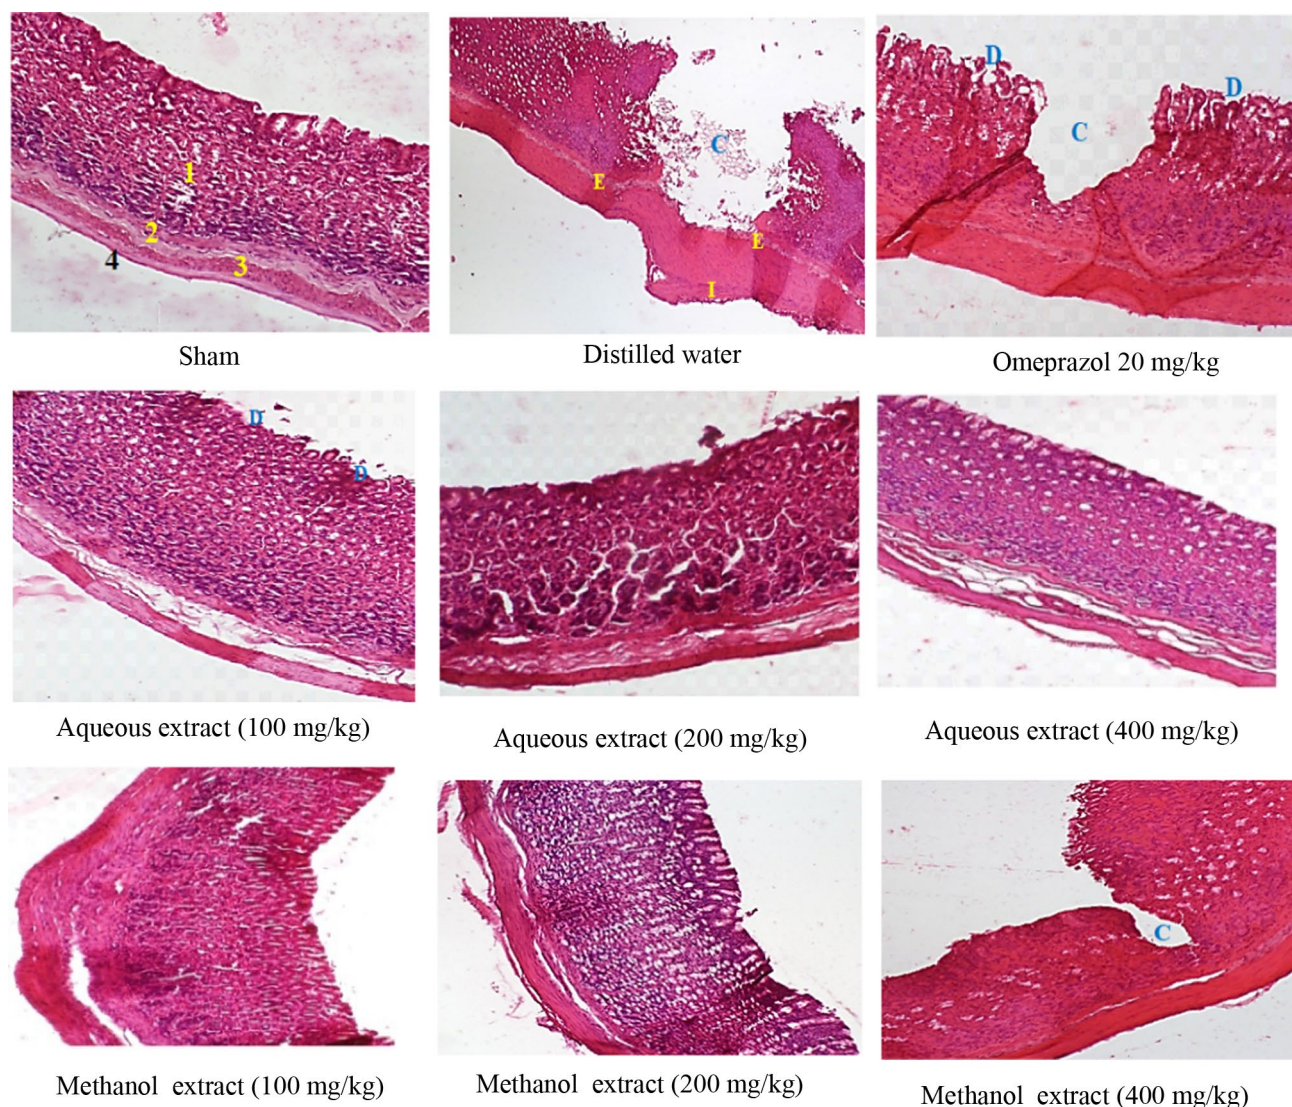 1
2
3
4
Sham
C
E
E
I
Distilled water
D
D
C
Omeprazol 20 mg/kg
D
D
Aqueous extract (100 mg/kg)
Aqueous extract (200 mg/kg)
Aqueous extract (400 mg/kg)
Methanol extract (100 mg/kg)
Methanol extract (200 mg/kg)
C
Methanol extract (400 mg/kg)